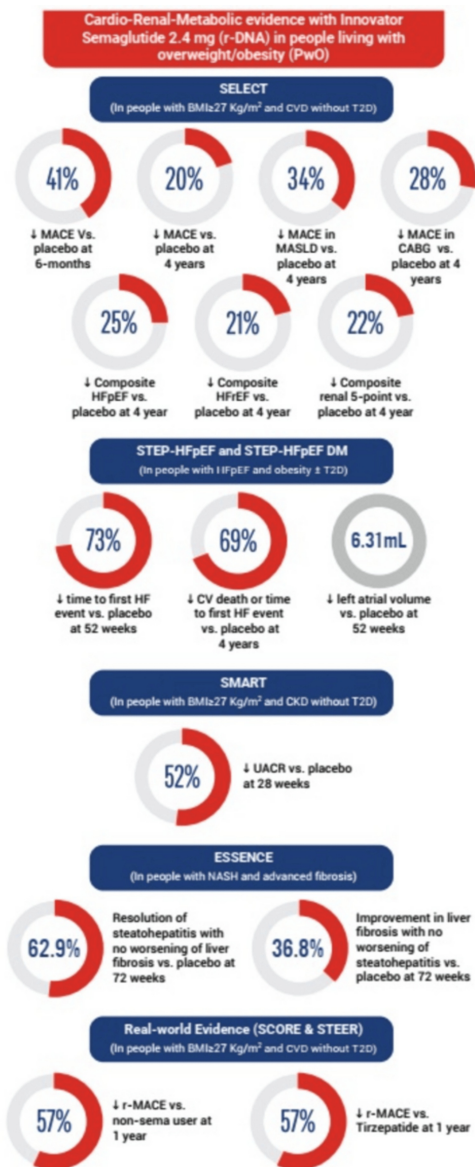 Cardio-Renal-Metabolic evidence with Innovator
Semaglutide 2.4 mg (r-DNA) in people living with
overweight/obesity (PwO)
SELECT
(In people with BMI≥27 Kg/m² and CVD without T2D)
41%
↓ MACE Vs.
placebo at
6-months
20%
↓ MACE vs.
placebo at
4 years
34%
↓ MACE in
MASLD vs.
placebo at
4 years
28%
↓ MACE in
CABG vs.
placebo at 4
years
25%
↓ Composite
HFpEF vs.
placebo at 4 year
21%
↓ Composite
HFrEF vs.
placebo at 4 year
22%
↓ Composite
renal 5-point vs.
placebo at 4 year
STEP-HFpEF and STEP-HFpEF DM
(In people with HFpEF and obesity ± T2D)
73%
↓ time to first HF
event vs. placebo
at 52 weeks
69%
↓ CV death or time
to first HF event
vs. placebo at
4 years
6.31mL
↓ left atrial volume
vs. placebo at
52 weeks
SMART
(In people with BMI≥27 Kg/m² and CKD without T2D)
52%
↓ UACR vs. placebo
at 28 weeks
ESSENCE
(In people with NASH and advanced fibrosis)
62.9%
Resolution of
steatohepatitis with
no worsening of liver
fibrosis vs. placebo at
72 weeks
36.8%
Improvement in liver
fibrosis with no
worsening of
steatohepatitis vs.
placebo at 72 weeks
Real-world Evidence (SCORE & STEER)
(In people with BMI≥27 Kg/m² and CVD without T2D)
57%
↓ r-MACE vs.
non-sema user at
1 year
57%
↓ r-MACE vs.
Tirzepatide at 1 year